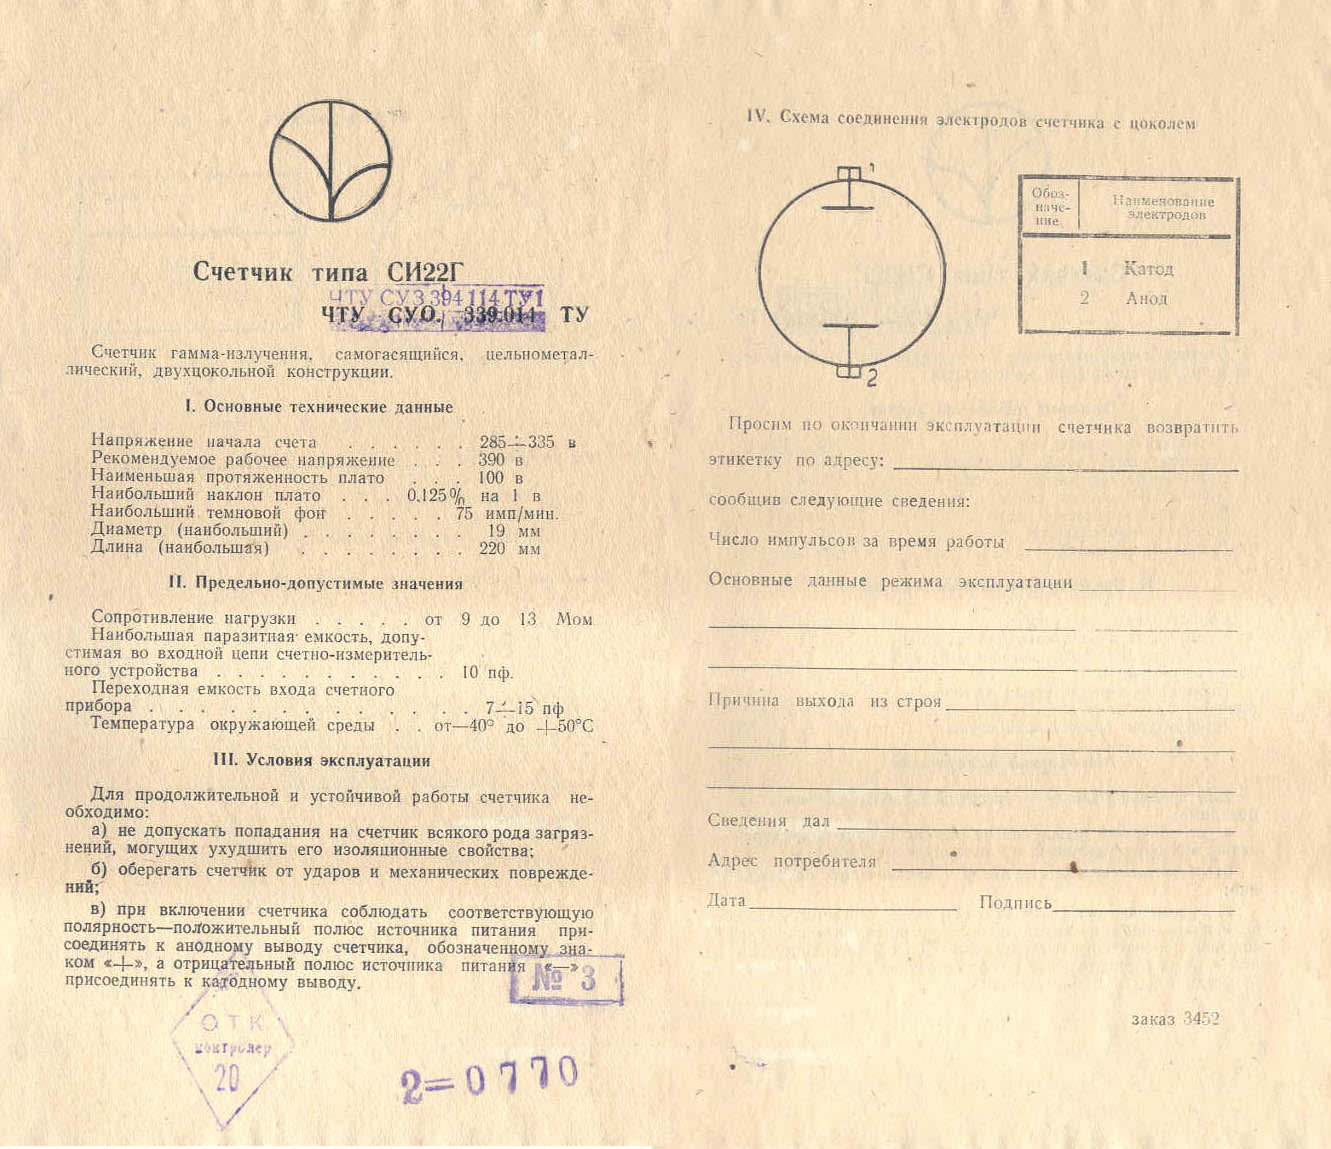 Счетчик типа СИ22Г
ЧТУ СУ3 394 114 ТУ1
ЧТУ СУ0. 339.014 ТУ
Счетчик гамма-излучения, самогасящийся, цельнометал-
лический, двухцокольной конструкции.
I. Основные технические данные
Напряжение начала счета . . . . . . 285÷335 в
Рекомендуемое рабочее напряжение . . . 390 в
Наименьшая протяженность плато . . . 100 в
Наибольший наклон плато . . . 0,125% на 1 в
Наибольший темновой фон . . . . . 75 имп/мин.
Диаметр (наибольший) . . . . . . . . 19 мм
Длина (наибольшая) . . . . . . . . 220 мм
II. Предельно-допустимые значения
Сопротивление нагрузки . . . . . от 9 до 13 Мом
Наибольшая паразитная емкость, допу-
стимая во входной цепи счетно-измеритель-
ного устройства . . . . . . . . . . . 10 пф.
Переходная емкость входа счетного
прибора . . . . . . . . . . . . . 7÷15 пф
Температура окружающей среды . . от—40° до +50°С
III. Условия эксплуатации
Для продолжительной и устойчивой работы счетчика не-
обходимо:
а) не допускать попадания на счетчик всякого рода загряз-
нений, могущих ухудшить его изоляционные свойства;
б) оберегать счетчик от ударов и механических поврежде-
ний;
в) при включении счетчика соблюдать соответствующую
полярность—положительный полюс источника питания при-
соединять к анодному выводу счетчика, обозначенному зна-
ком «+», а отрицательный полюс источника питания «—»
присоединять к катодному выводу.
№ 3
ОТК
контролер
20
2=0770
IV. Схема соединения электродов счетчика с цоколем
1
2
Обоз-
наче-
ние
Наименование
электродов
1 Катод
2 Анод
Просим по окончании эксплуатации счетчика возвратить
этикетку по адресу:
сообщив следующие сведения:
Число импульсов за время работы
Основные данные режима эксплуатации
Причина выхода из строя
Сведения дал
Адрес потребителя
Дата Подпись
заказ 3452